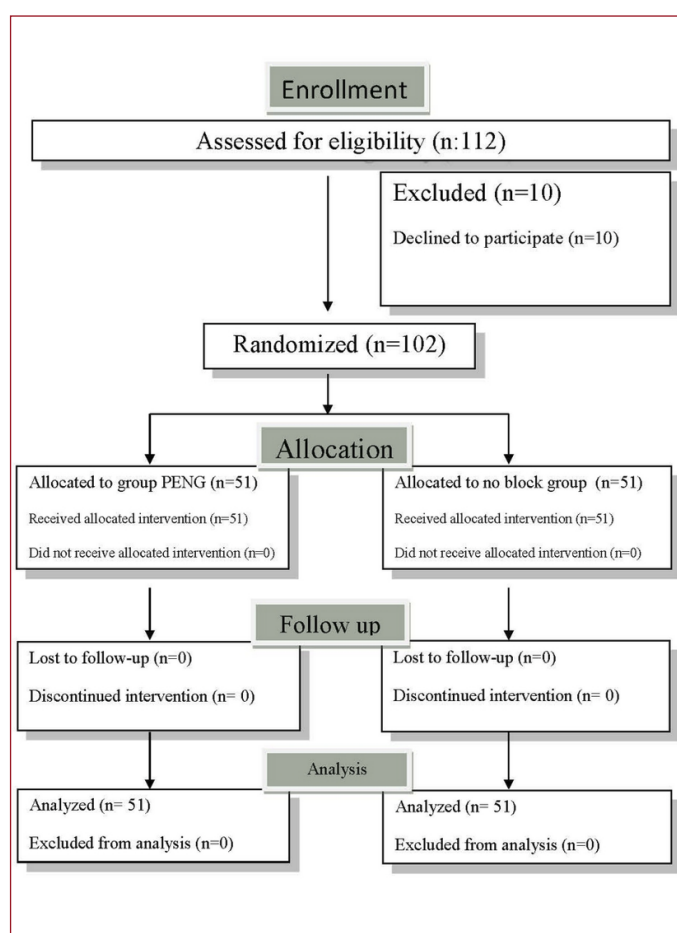 Enrollment
Assessed for eligibility (n:112)
Excluded (n=10)
Declined to participate (n=10)
Randomized (n=102)
Allocation
Allocated to group PENG (n=51)
Received allocated intervention (n=51)
Did not receive allocated intervention (n=0)
Allocated to no block group (n=51)
Received allocated intervention (n=51)
Did not receive allocated intervention (n=0)
Follow up
Lost to follow-up (n=0)
Discontinued intervention (n= 0)
Lost to follow-up (n=0)
Discontinued intervention (n= 0)
Analysis
Analyzed (n= 51)
Excluded from analysis (n=0)
Analyzed (n= 51)
Excluded from analysis (n=0)